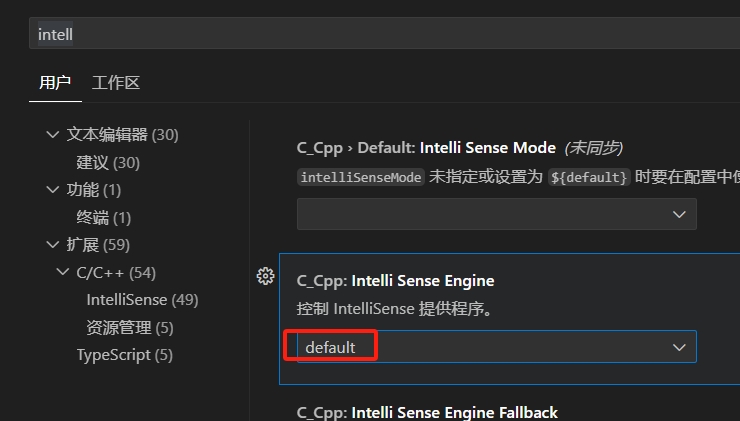 intell
用户 工作区
文本编辑器 (30)
建议 (30)
功能 (1)
终端 (1)
扩展 (59)
C/C++ (54)
IntelliSense (49)
资源管理 (5)
TypeScript (5)
C_Cpp › Default: Intelli Sense Mode (未同步)
intelliSenseMode 未指定或设置为 ${default} 时要在配置中使
C_Cpp: Intelli Sense Engine
控制 IntelliSense 提供程序。
default
C_Cpp: Intelli Sense Engine Fallback